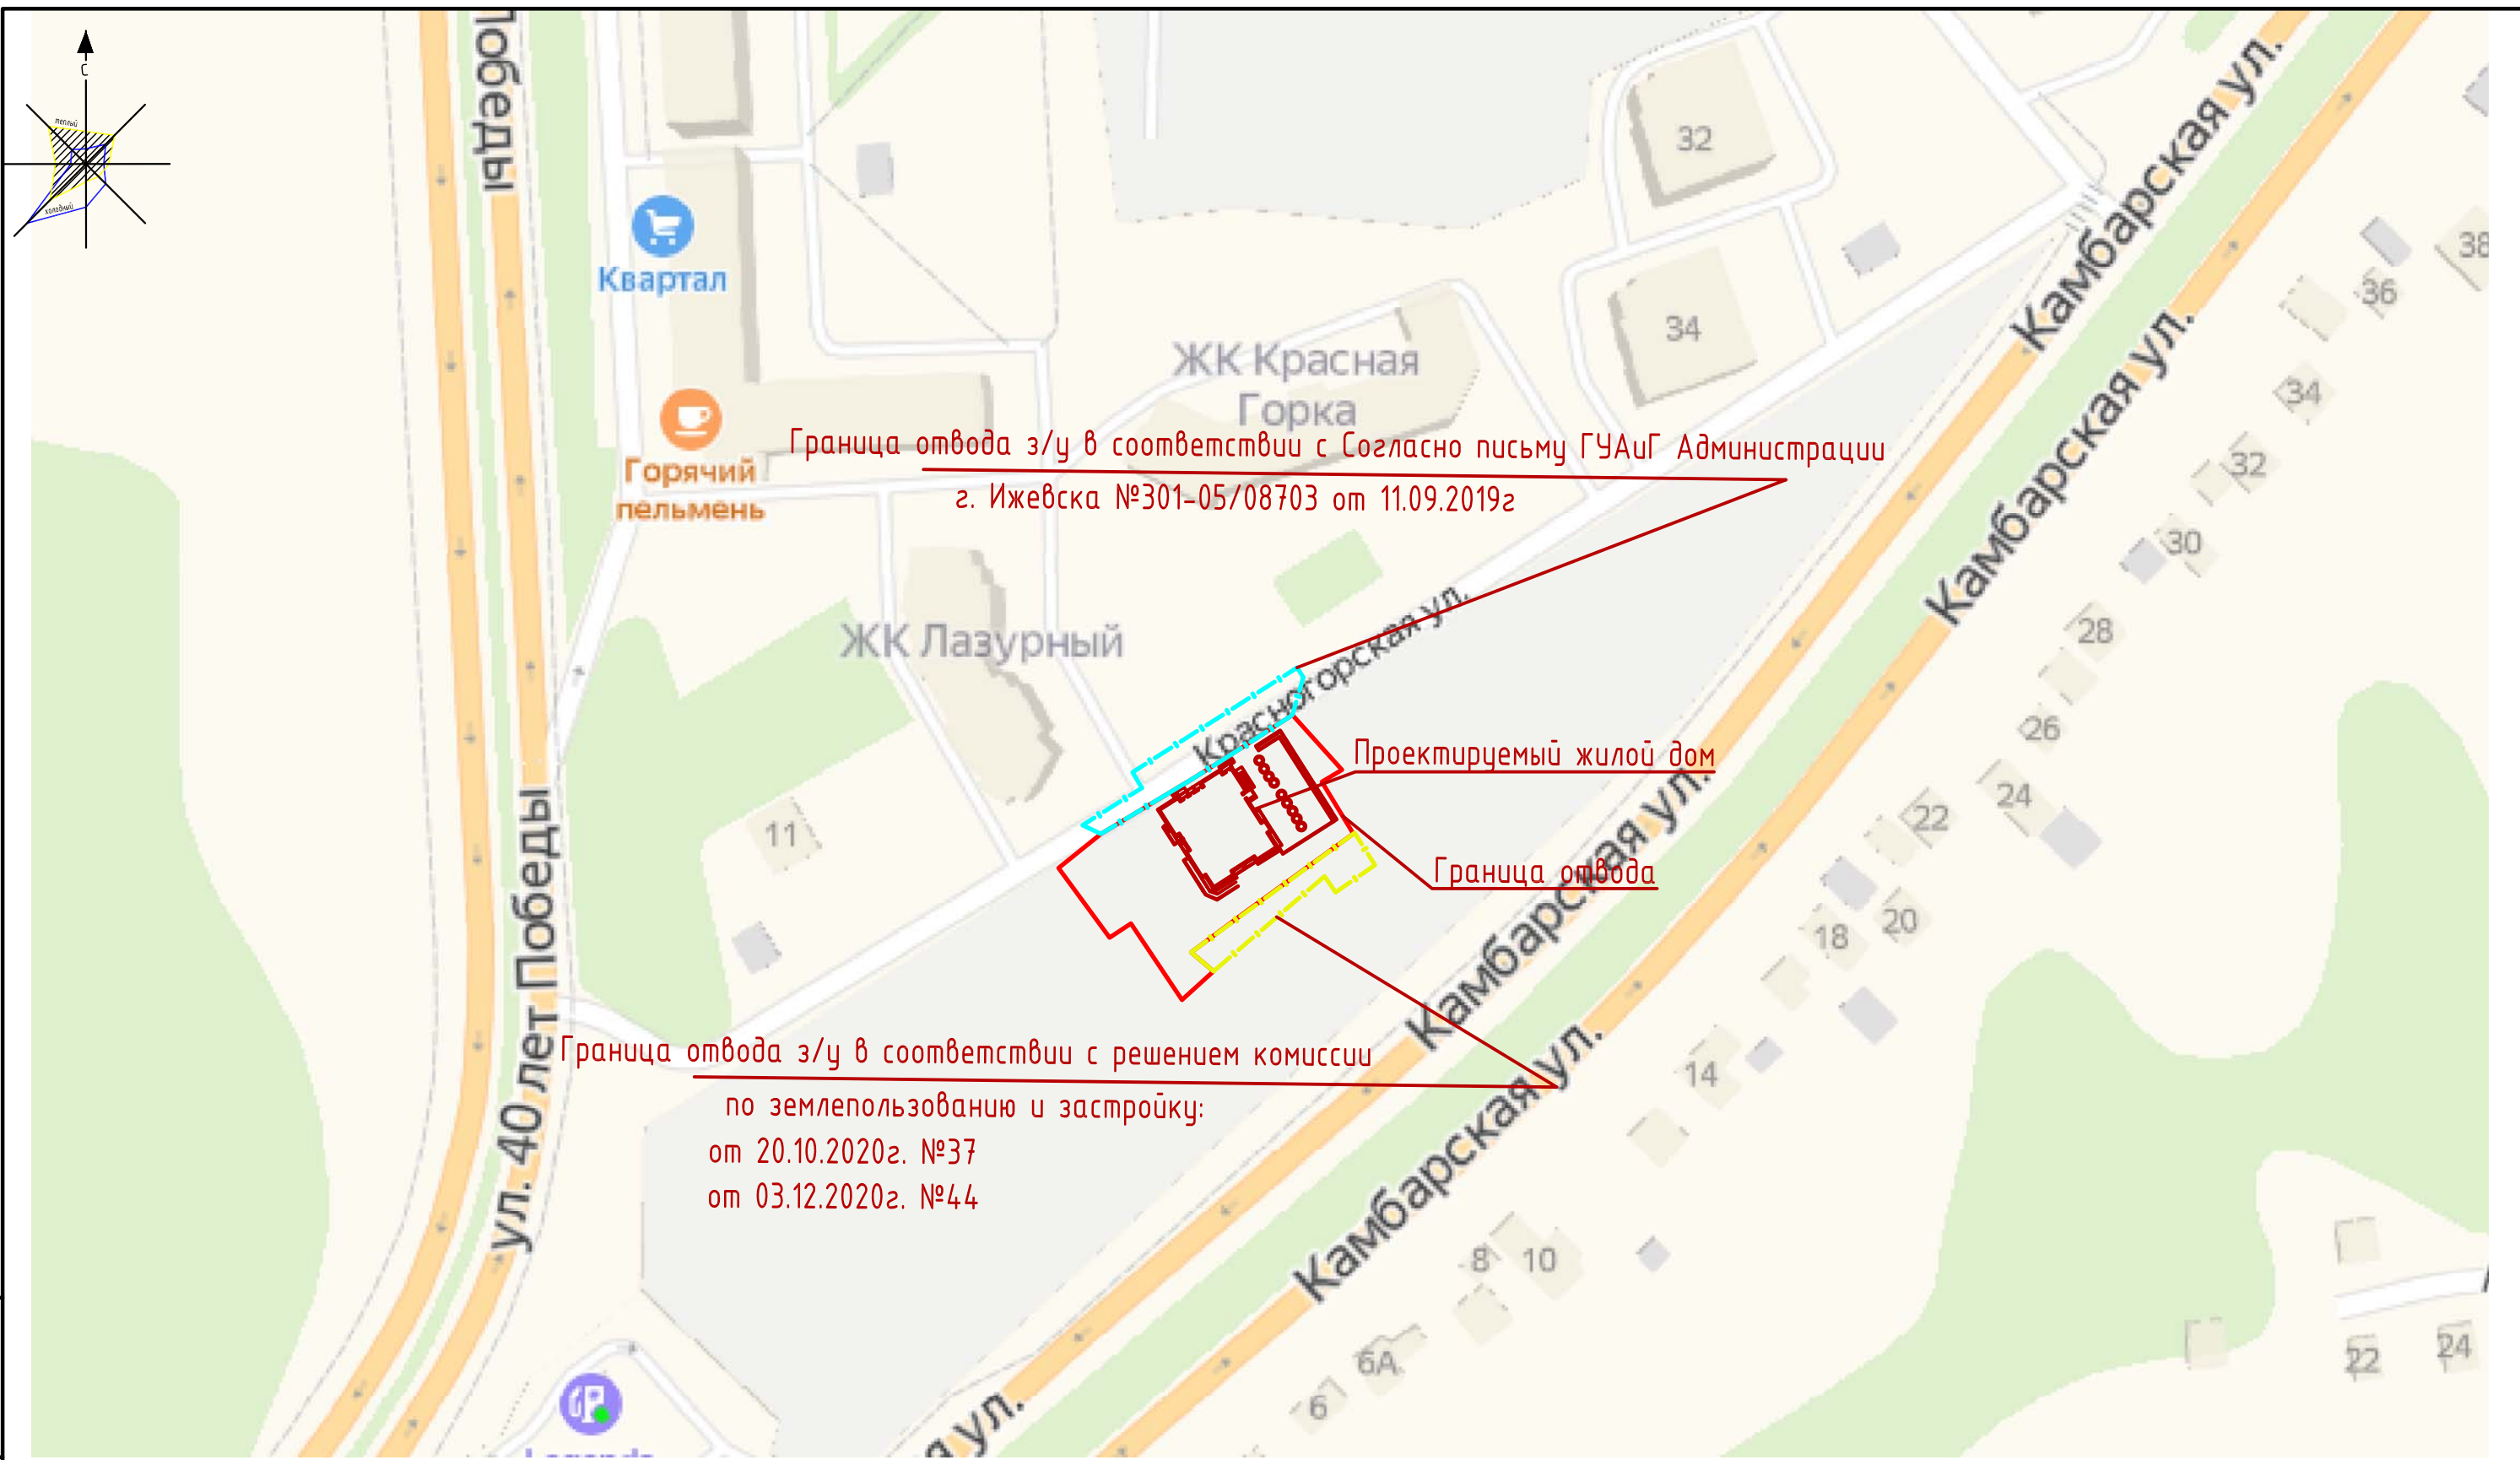 С
теплый
холодный
Победы
Квартал
Горячий
пельмень
ЖК Красная
Горка
32
34
Граница отвода з/у в соответствии с Согласно письму ГУАиГ Администрации
г. Ижевска №301-05/08703 от 11.09.2019г
ЖК Лазурный
Красногорская ул.
Камбарская ул.
Камбарская ул.
38
36
34
32
30
28
26
24
22
20
18
14
10
8
6А
6
22
24
11
Проектируемый жилой дом
Граница отвода
Камбарская ул.
Камбарская ул.
ул. 40 лет Победы
Граница отвода з/у в соответствии с решением комиссии
по землепользованию и застройку:
от 20.10.2020г. №37
от 03.12.2020г. №44
я ул.